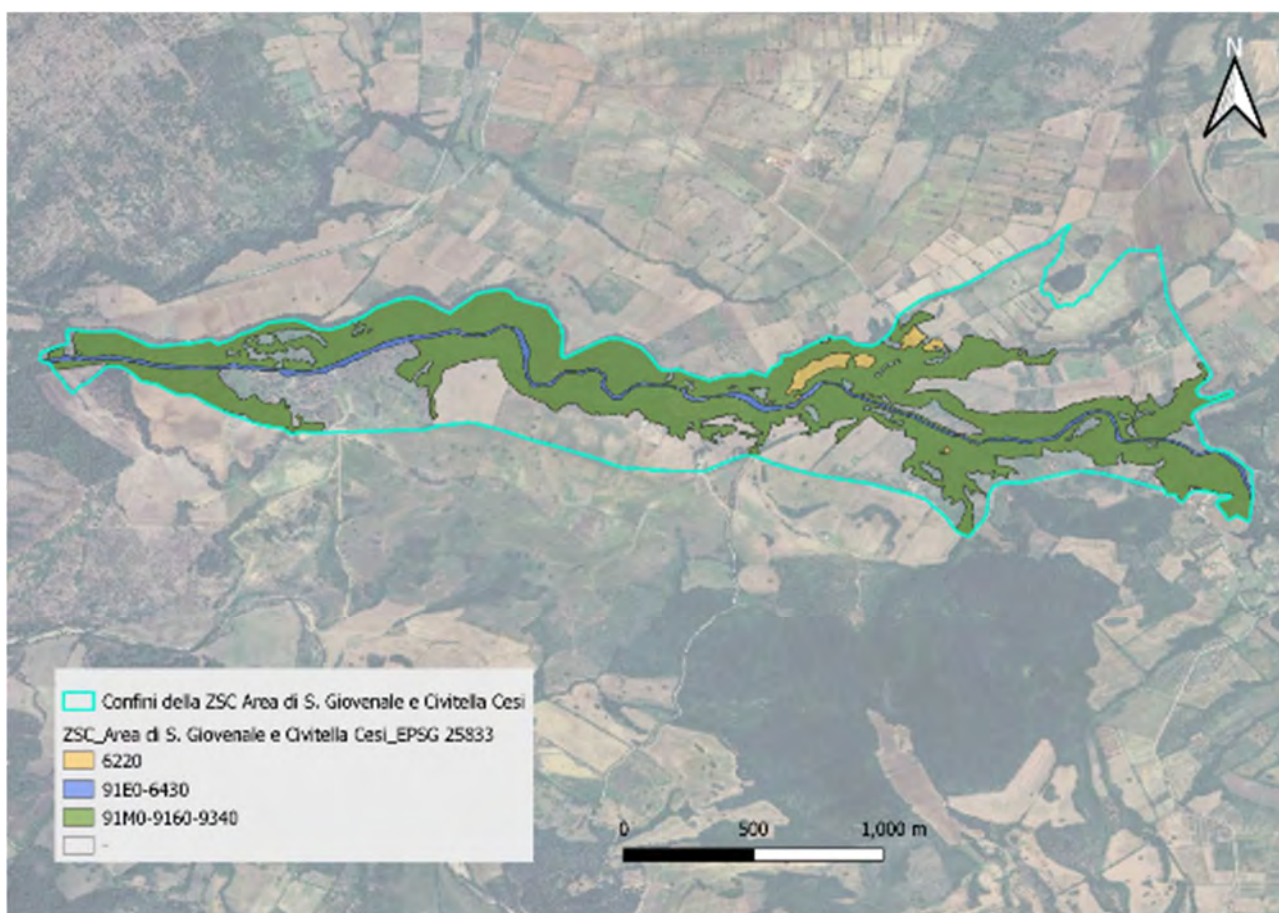 N
Confini della ZSC Area di S. Giovenale e Civitella Cesi
ZSC_Area di S. Giovenale e Civitella Cesi_EPSG 25833
6220
91E0-6430
91M0-9160-9340
-
0 500 1,000 m